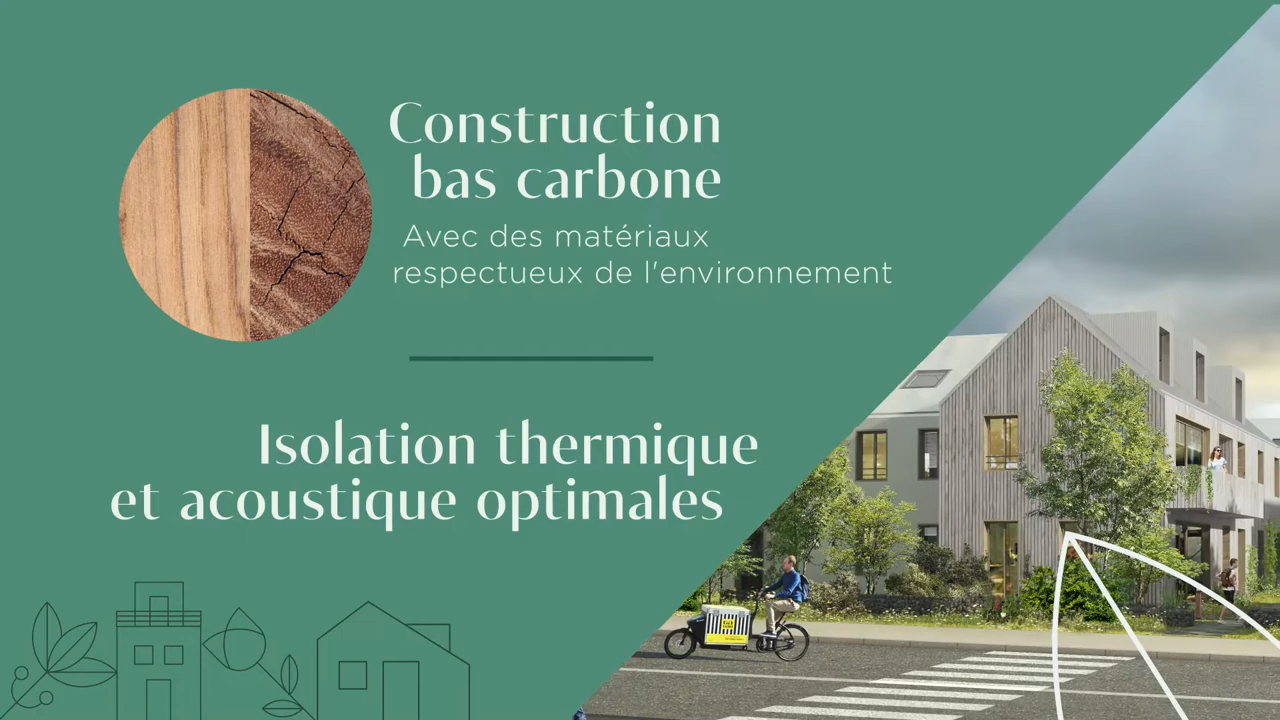 Construction
bas carbone
Avec des matériaux
respectueux de l'environnement
Isolation thermique
et acoustique optimales